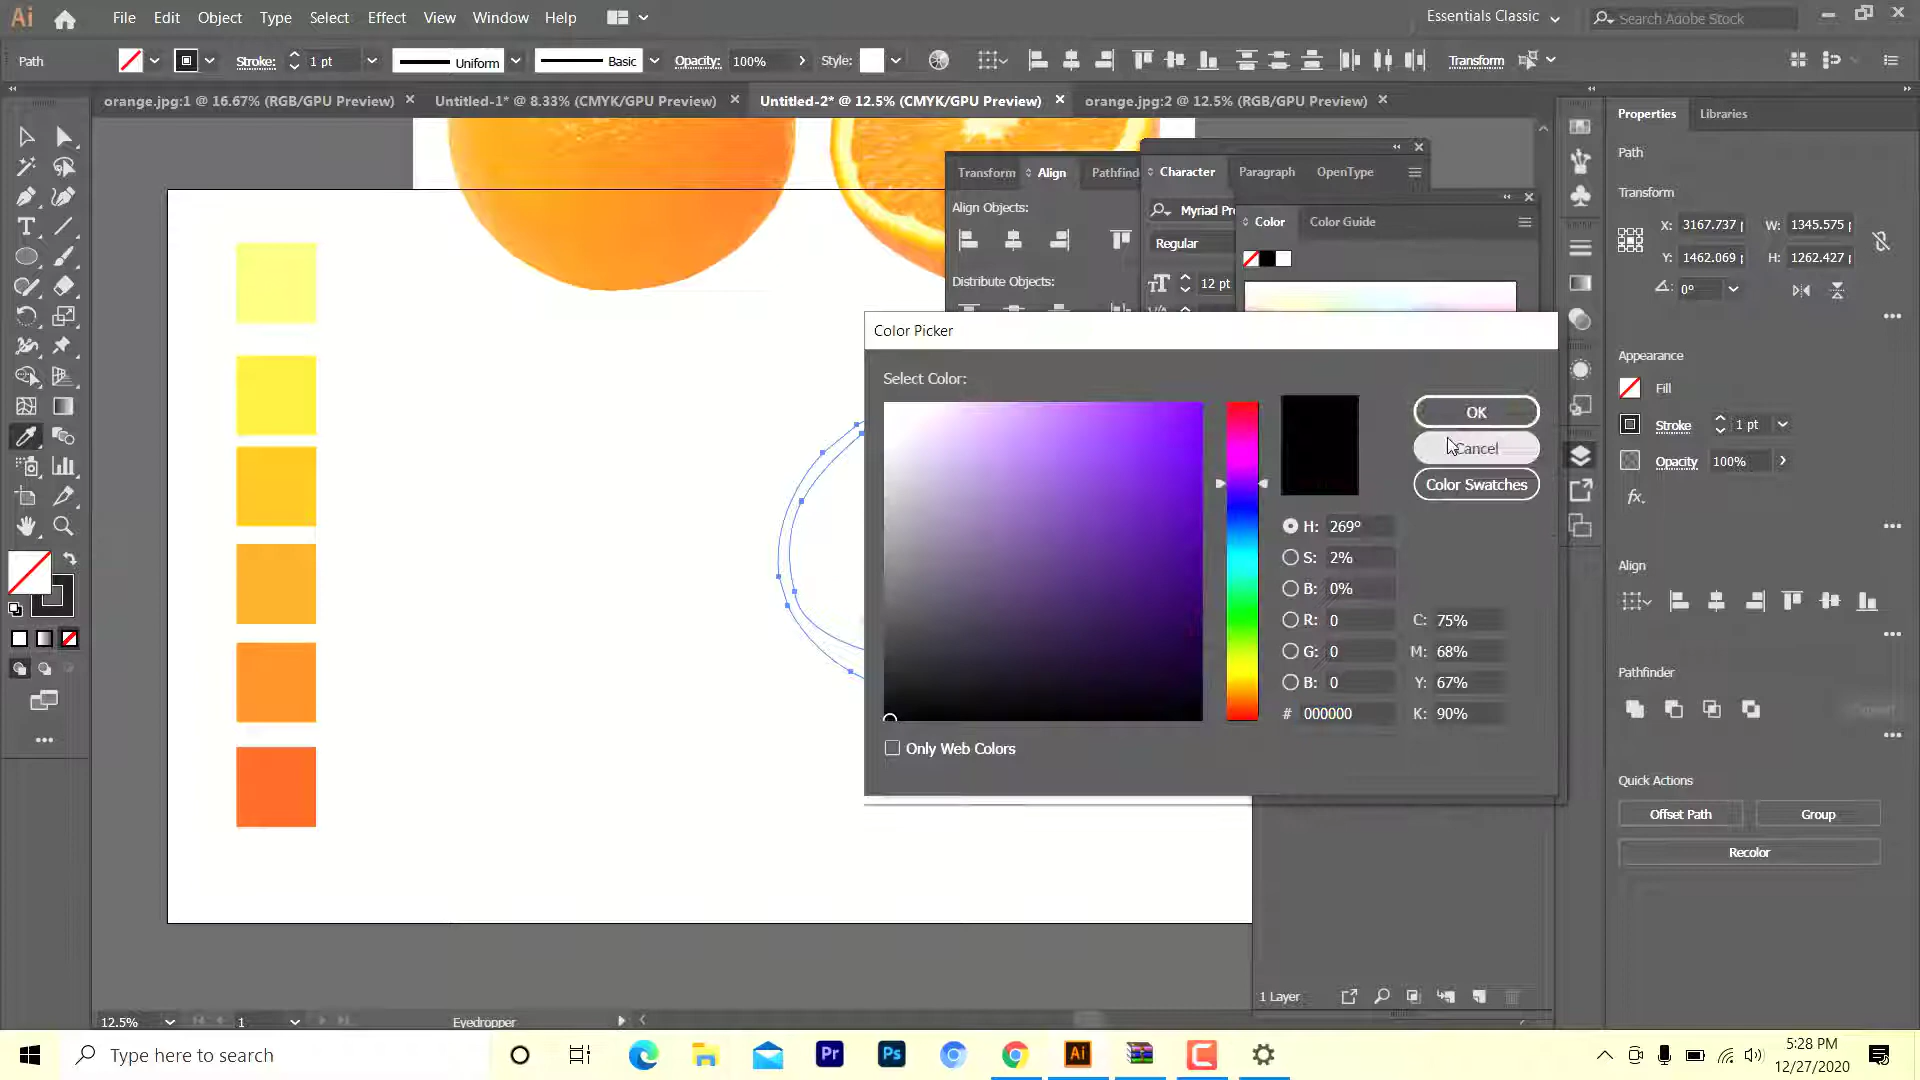 Ai File Edit Object Type Select Effect View Window Help Essentials Classic Search Adobe Stock
Path Stroke: 1 pt Uniform Basic Opacity: 100% Style: Transform
orange.jpg:1 @ 16.67% (RGB/GPU Preview) Untitled-1* @ 8.33% (CMYK/GPU Preview) Untitled-2* @ 12.5% (CMYK/GPU Preview) orange.jpg:2 @ 12.5% (RGB/GPU Preview)
Properties Libraries
Path
Transform
X: 3167.737 W: 1345.575
Y: 1462.069 H: 1262.427
0°
Appearance
Fill
Stroke 1 pt
Opacity 100%
fx.
Align
Pathfinder
Quick Actions
Offset Path Group
Recolor
Transform Align Pathfind
Align Objects:
Distribute Objects:
Character Paragraph OpenType
Myriad Pr
Regular
12 pt
Color Color Guide
Color Picker
Select Color:
OK
Cancel
Color Swatches
H: 269°
S: 2%
B: 0%
R: 0 C: 75%
G: 0 M: 68%
B: 0 Y: 67%
# 000000 K: 90%
Only Web Colors
1 Layer
12.5% 1 Eyedropper
Type here to search Pr Ps Ai
5:28 PM
12/27/2020